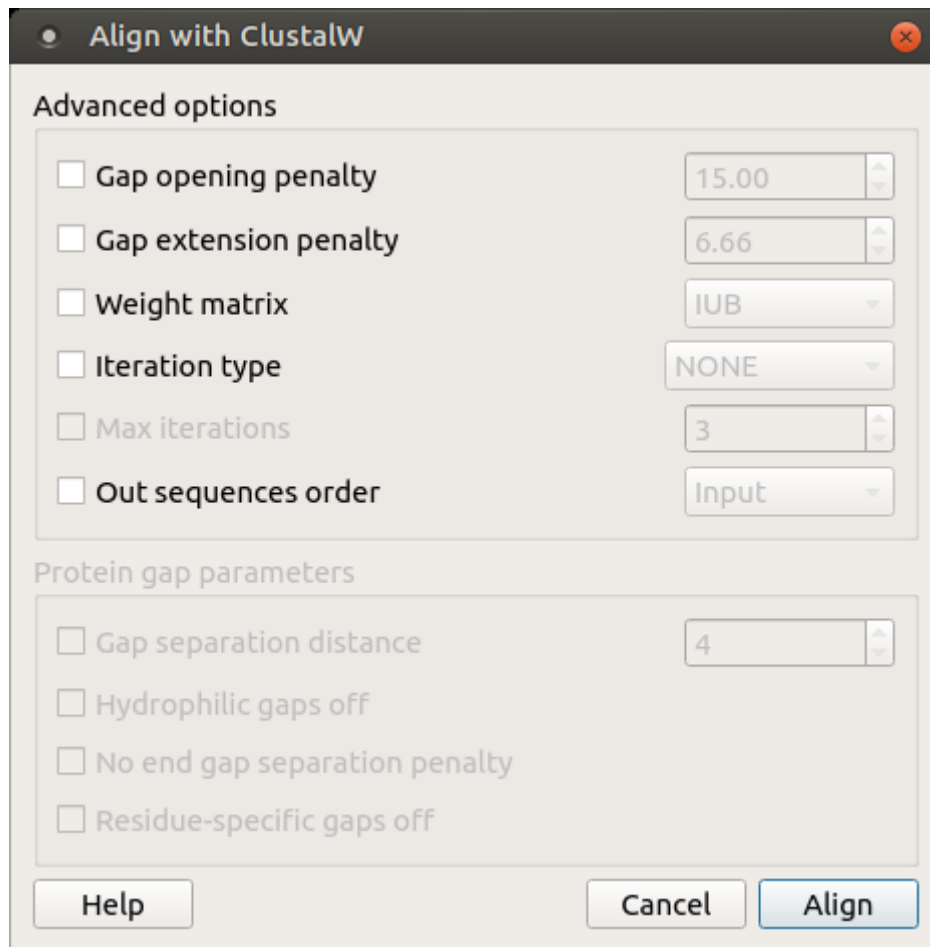 Align with ClustalW
Advanced options
Gap opening penalty 15.00
Gap extension penalty 6.66
Weight matrix IUB
Iteration type NONE
Max iterations 3
Out sequences order Input
Protein gap parameters
Gap separation distance 4
Hydrophilic gaps off
No end gap separation penalty
Residue-specific gaps off
Help Cancel Align